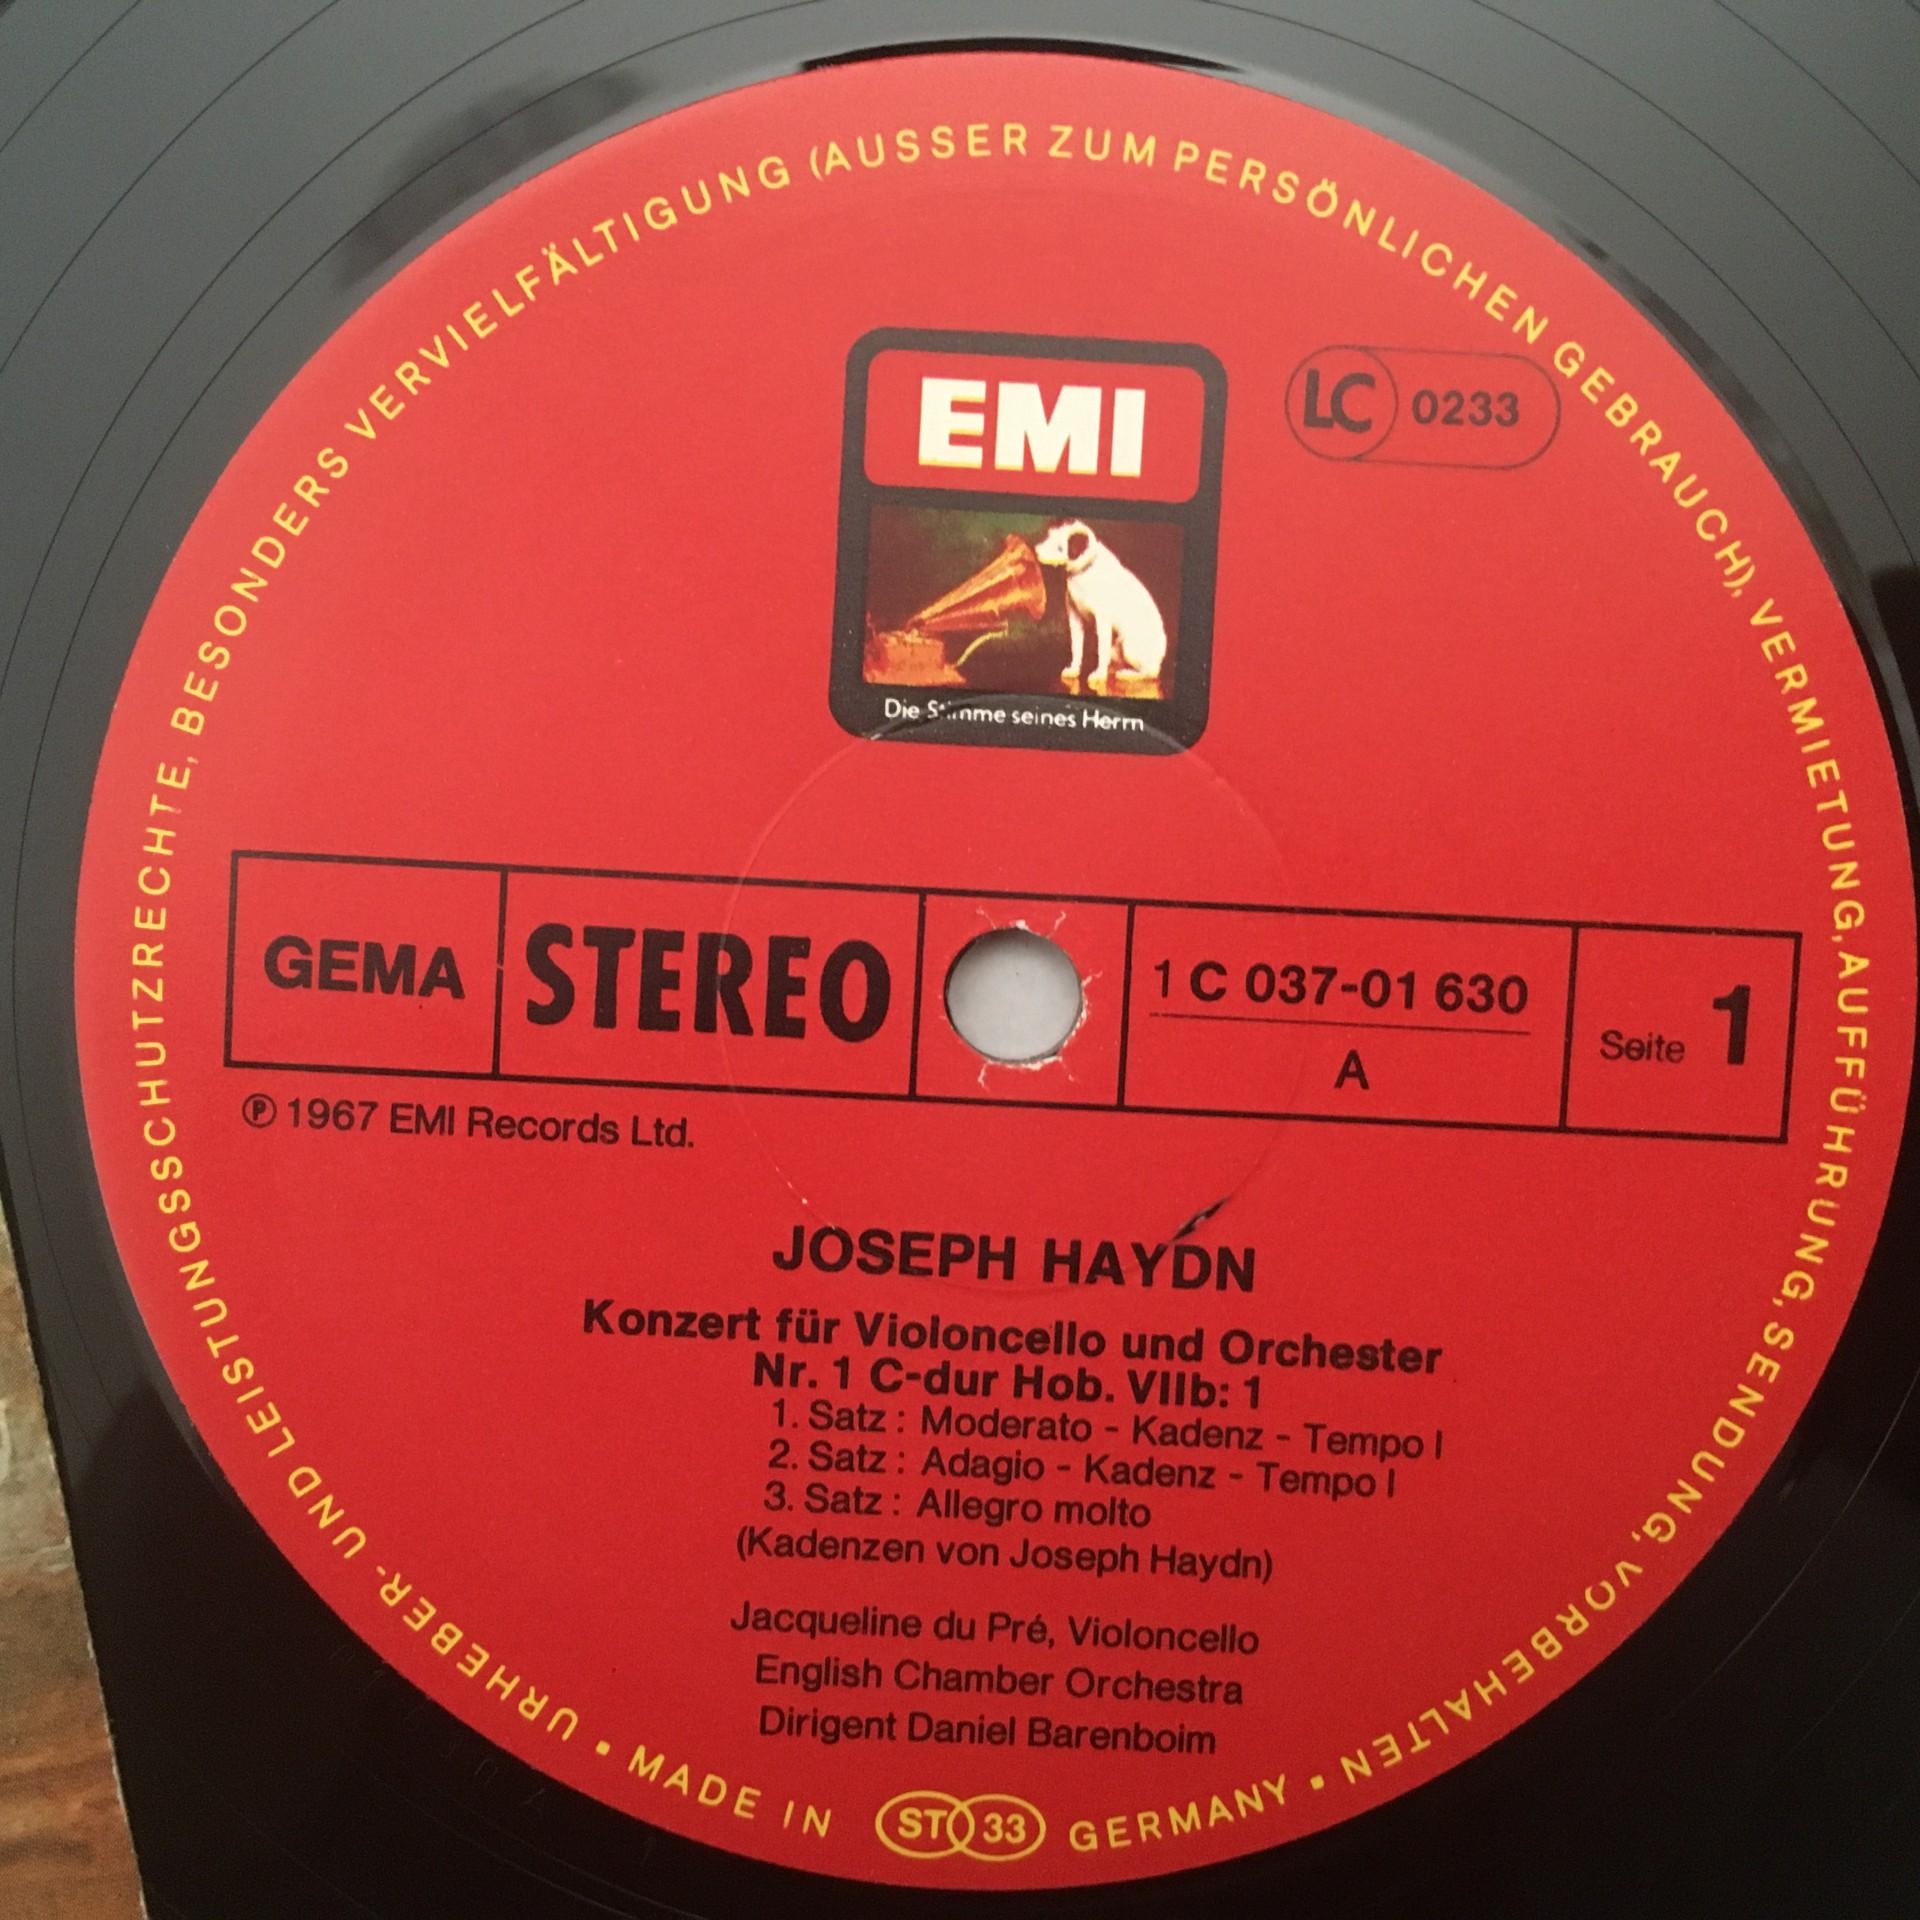 URHEBER- UND LEISTUNGSSCHUTZRECHTE, BESONDERS VERVIELFÄLTIGUNG (AUSSER ZUM PERSÖNLICHEN GEBRAUCH), VERMIETUNG, AUFFÜHRUNG, SENDUNG, VORBEHALTEN
EMI
LC 0233
Die Stimme seines Herrn
GEMA
STEREO
1 C 037-01 630
A
Seite 1
℗ 1967 EMI Records Ltd.
JOSEPH HAYDN
Konzert für Violoncello und Orchester
Nr. 1 C-dur Hob. VIIb: 1
1. Satz : Moderato - Kadenz - Tempo I
2. Satz : Adagio - Kadenz - Tempo I
3. Satz : Allegro molto
(Kadenzen von Joseph Haydn)
Jacqueline du Pré, Violoncello
English Chamber Orchestra
Dirigent Daniel Barenboim
▪ MADE IN ST 33 GERMANY ▪